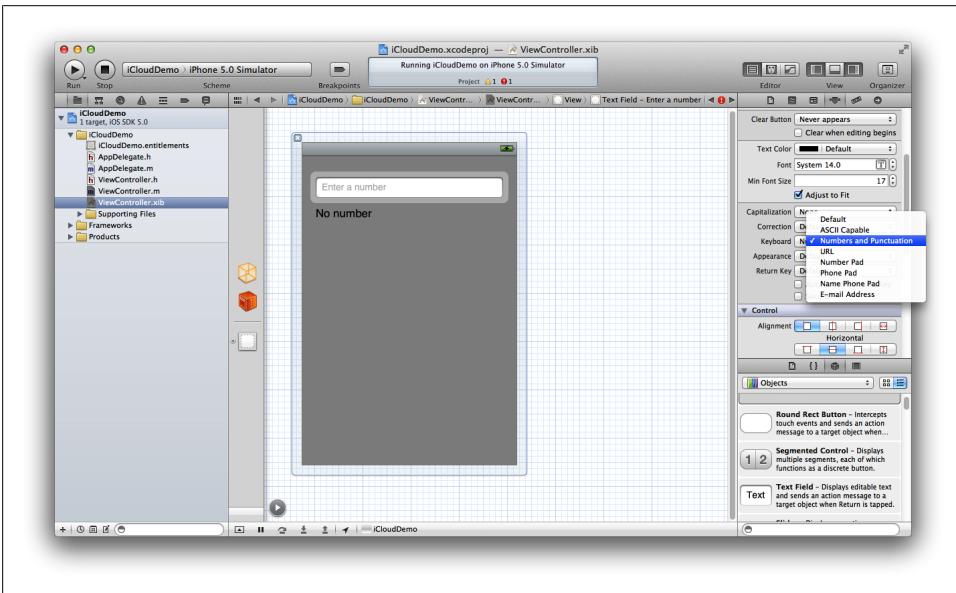 iCloudDemo.xcodeproj — ViewController.xib
iCloudDemo › iPhone 5.0 Simulator
Running iCloudDemo on iPhone 5.0 Simulator
Project 1 1
Run Stop Scheme Breakpoints Editor View Organizer
iCloudDemo › iCloudDemo › ViewContr... › ViewContr... › View › Text Field - Enter a number
iCloudDemo
1 target, iOS SDK 5.0
iCloudDemo
iCloudDemo.entitlements
AppDelegate.h
AppDelegate.m
ViewController.h
ViewController.m
ViewController.xib
Supporting Files
Frameworks
Products
Enter a number
No number
iCloudDemo
Clear Button Never appears
Clear when editing begins
Text Color Default
Font System 14.0
Min Font Size 17
Adjust to Fit
Capitalization
Correction
Keyboard
Appearance
Return Key
Default
ASCII Capable
✓ Numbers and Punctuation
URL
Number Pad
Phone Pad
Name Phone Pad
E-mail Address
Control
Alignment
Horizontal
Objects
Round Rect Button – Intercepts
touch events and sends an action
message to a target object when...
1 2
Segmented Control – Displays
multiple segments, each of which
functions as a discrete button.
Text
Text Field – Displays editable text
and sends an action message to a
target object when Return is tapped.